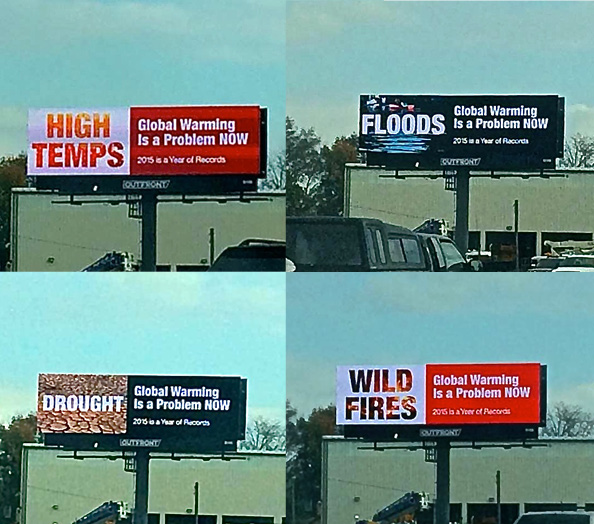 HIGH
TEMPS
Global Warming
Is a Problem NOW
2015 is a Year of Records
OUTFRONT
FLOODS
Global Warming
Is a Problem NOW
2015 is a Year of Records
OUTFRONT
DROUGHT
Global Warming
Is a Problem NOW
2015 is a Year of Records
OUTFRONT
WILD
FIRES
Global Warming
Is a Problem NOW
2015 is a Year of Records
OUTFRONT